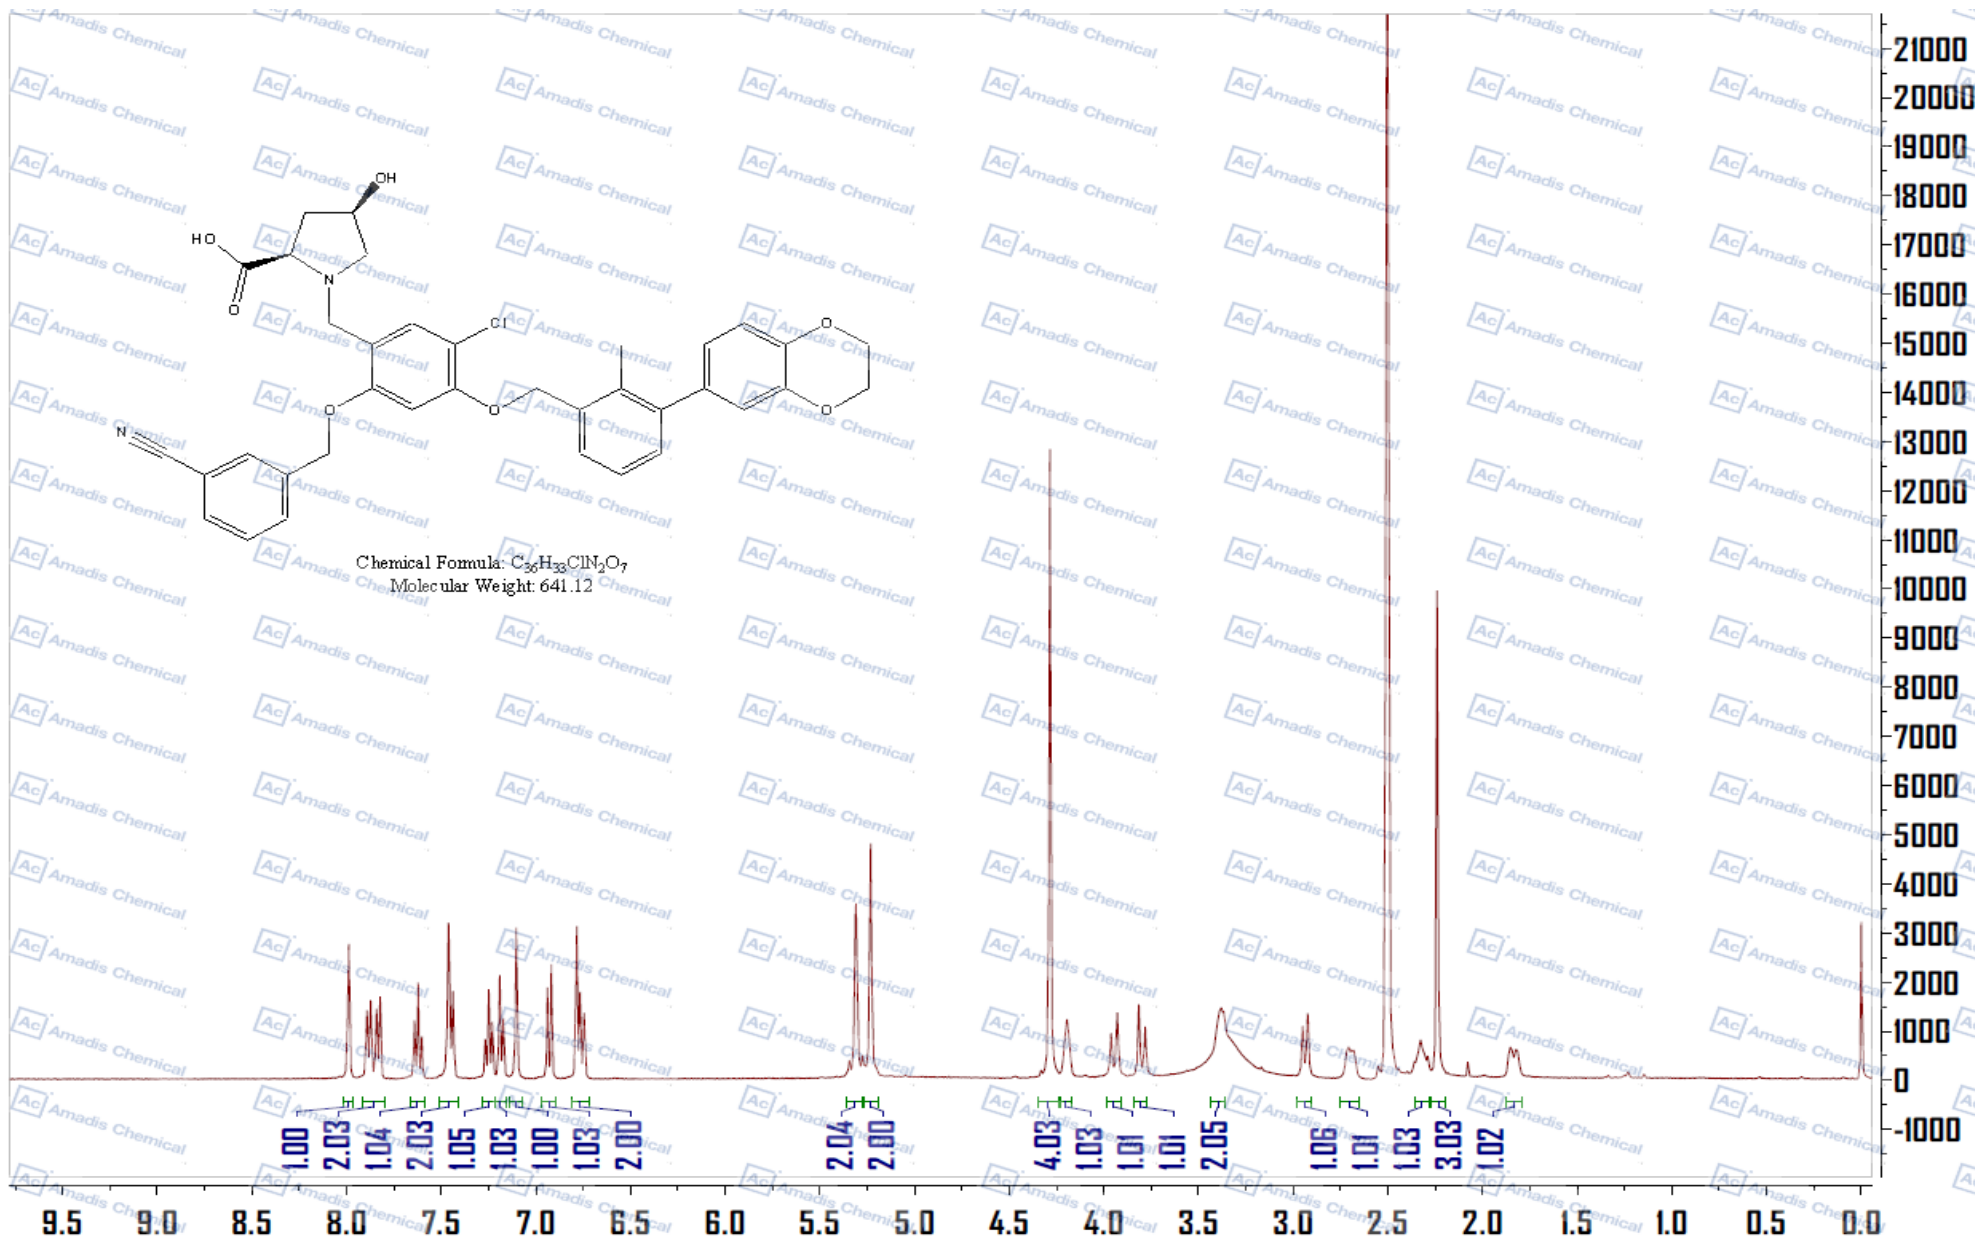 OH
HO
N
O
Cl
O
O
O
O
N
Chemical Formula: C₃₆H₃₃ClN₂O₇
Molecular Weight: 641.12
21000
20000
19000
18000
17000
16000
15000
14000
13000
12000
11000
10000
9000
8000
7000
6000
5000
4000
3000
2000
1000
0
-1000
1.00 2.03 1.04 2.03 1.05 1.03 1.00 1.03 2.00 2.04 2.00 4.03 1.03 1.01 1.01 2.05 1.06 1.01 1.03 3.03 1.02
9.5 9.0 8.5 8.0 7.5 7.0 6.5 6.0 5.5 5.0 4.5 4.0 3.5 3.0 2.5 2.0 1.5 1.0 0.5 0.0
Ac Amadis Chemical